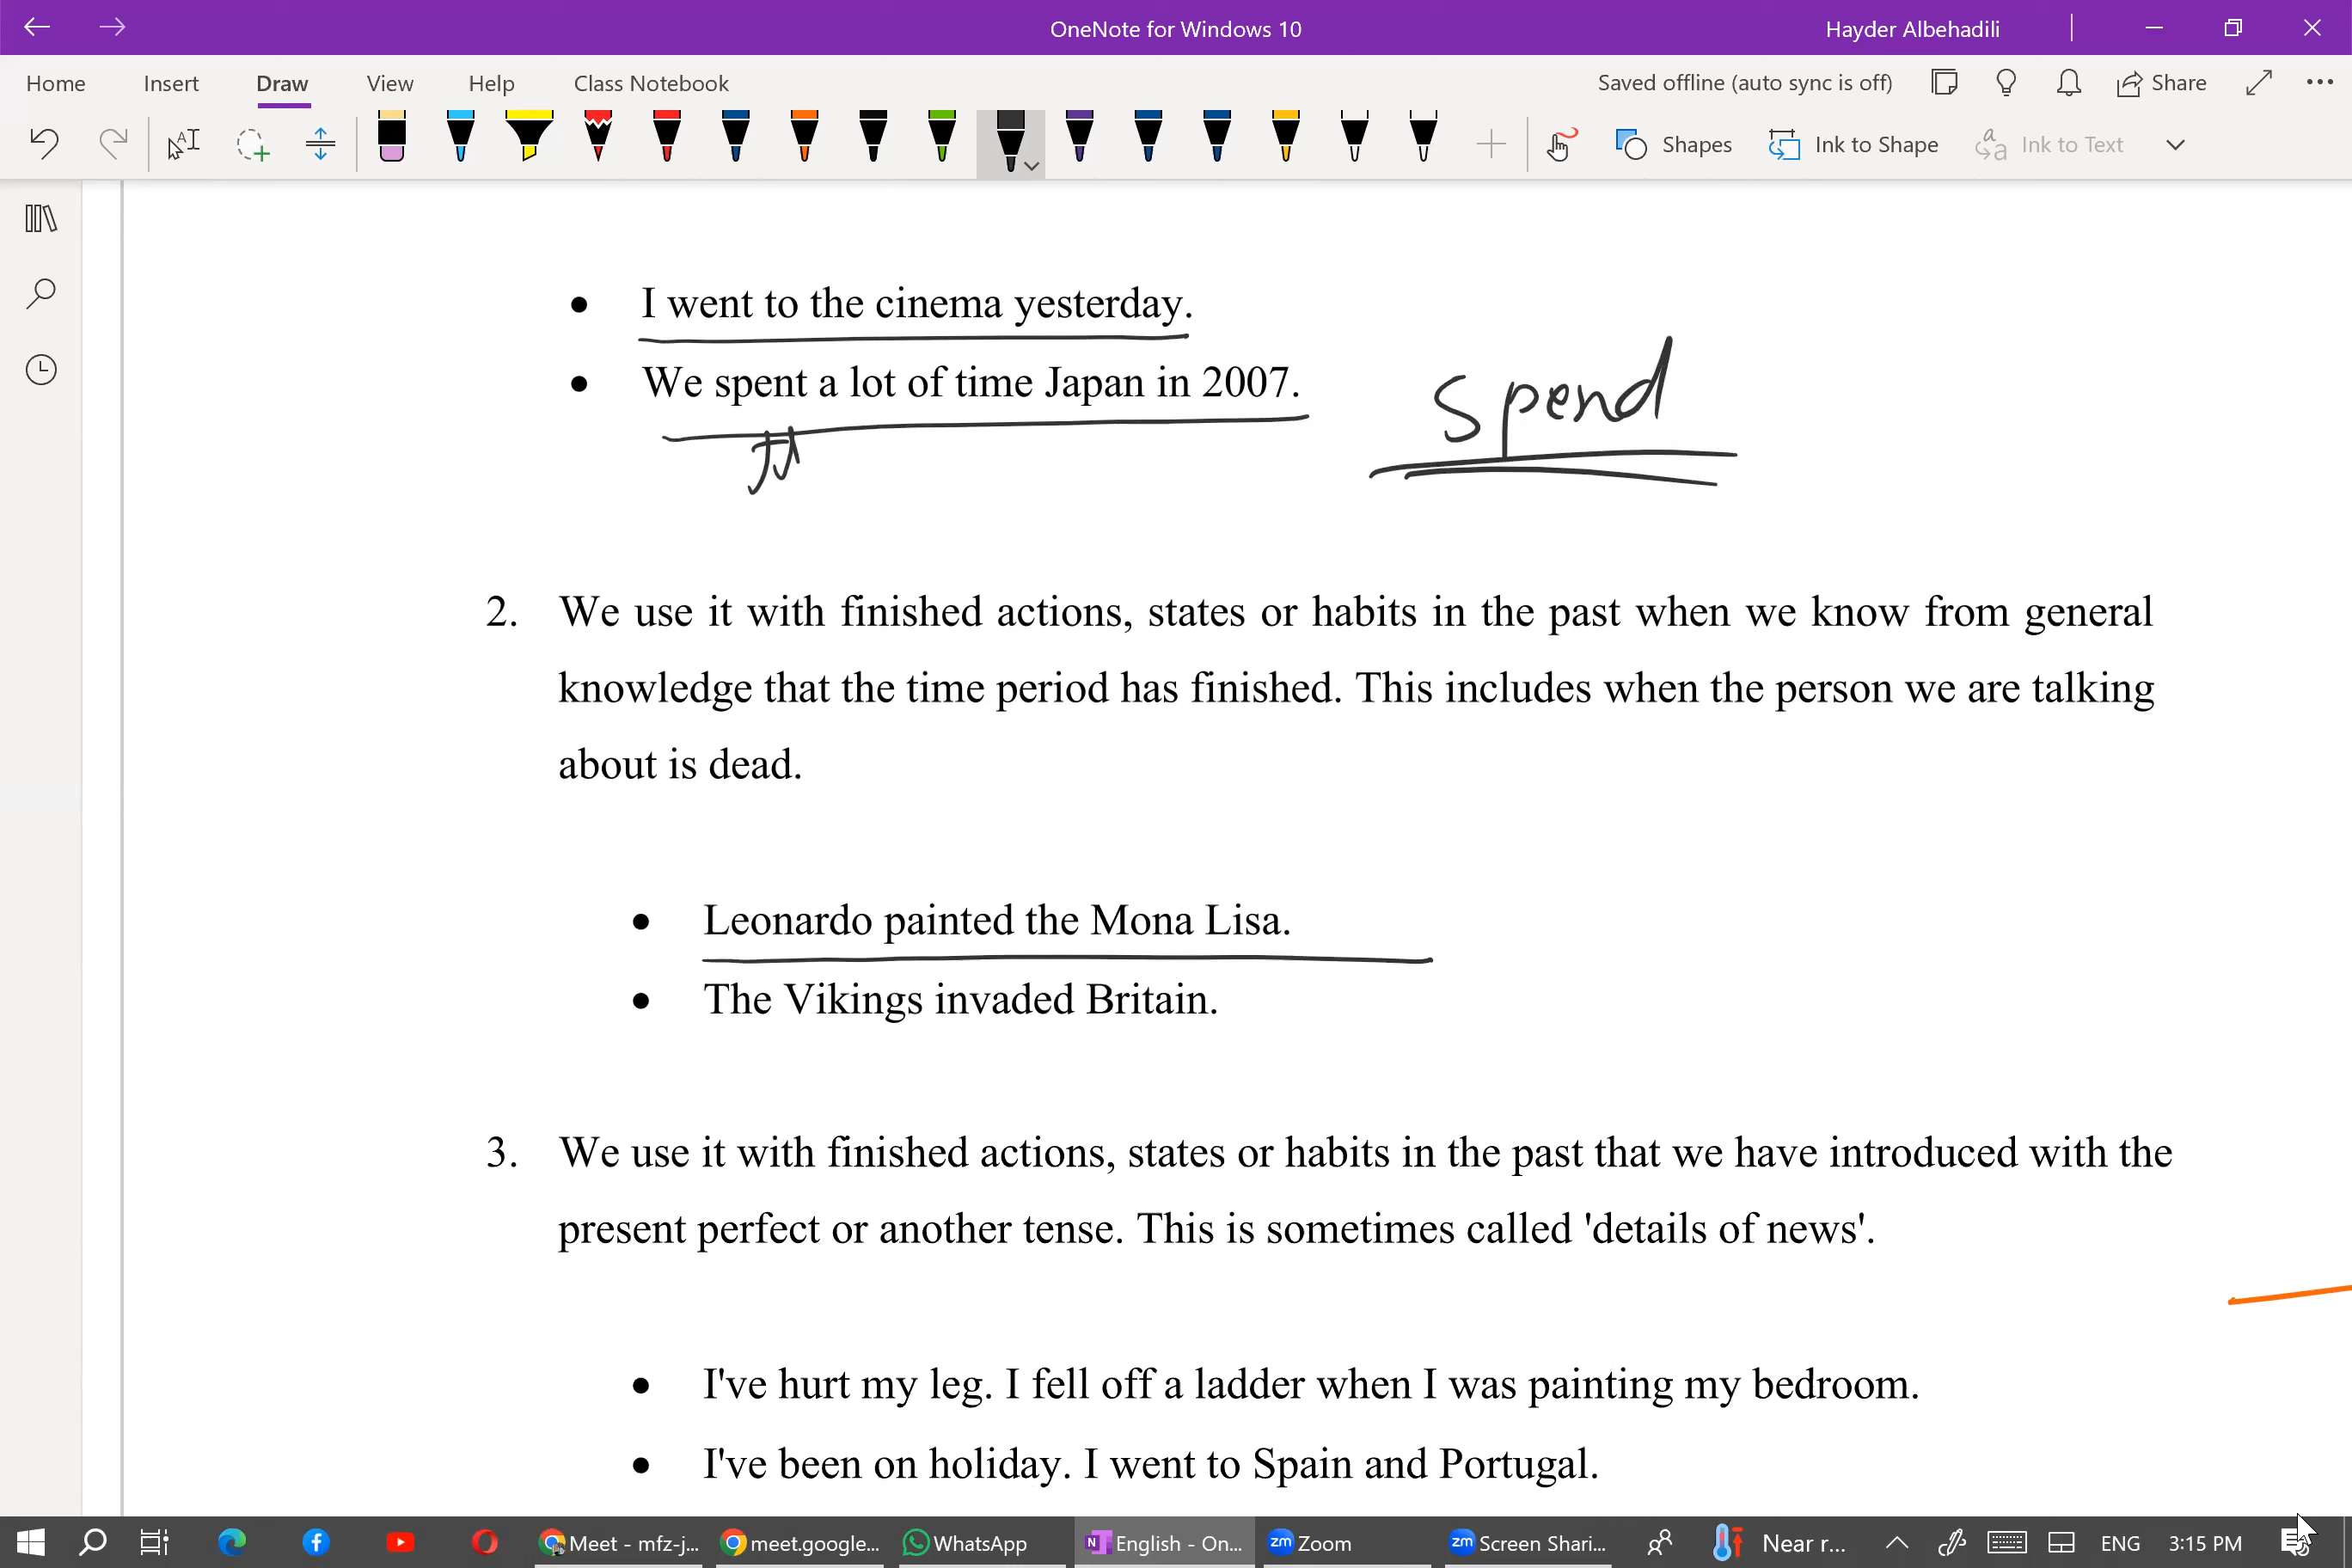 OneNote for Windows 10
Hayder Albehadili
Home Insert Draw View Help Class Notebook
Saved offline (auto sync is off) Share
Shapes Ink to Shape Ink to Text
• I went to the cinema yesterday.
• We spent a lot of time Japan in 2007.
spend
2. We use it with finished actions, states or habits in the past when we know from general
knowledge that the time period has finished. This includes when the person we are talking
about is dead.
• Leonardo painted the Mona Lisa.
• The Vikings invaded Britain.
3. We use it with finished actions, states or habits in the past that we have introduced with the
present perfect or another tense. This is sometimes called 'details of news'.
• I've hurt my leg. I fell off a ladder when I was painting my bedroom.
• I've been on holiday. I went to Spain and Portugal.
Meet - mfz-j... meet.google... WhatsApp English - On... Zoom Screen Shari... Near r... ENG 3:15 PM